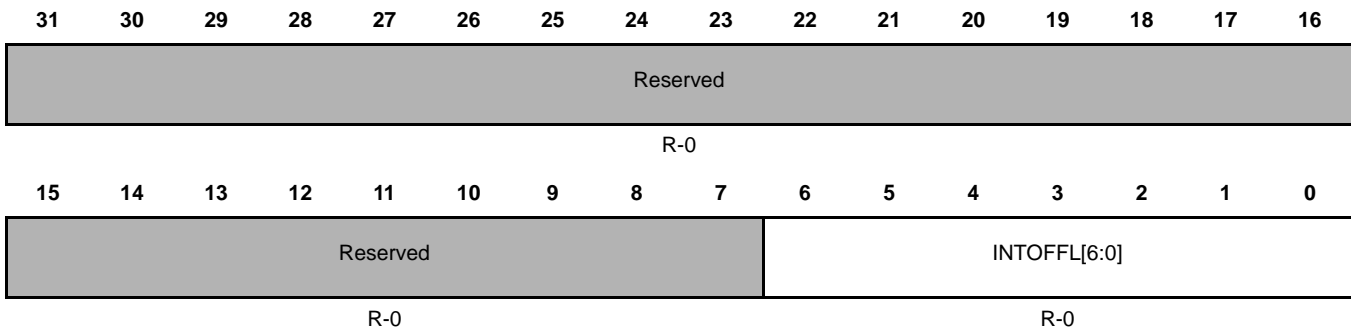 31 30 29 28 27 26 25 24 23 22 21 20 19 18 17 16
Reserved
R-0
15 14 13 12 11 10 9 8 7 6 5 4 3 2 1 0
Reserved INTOFFL[6:0]
R-0 R-0